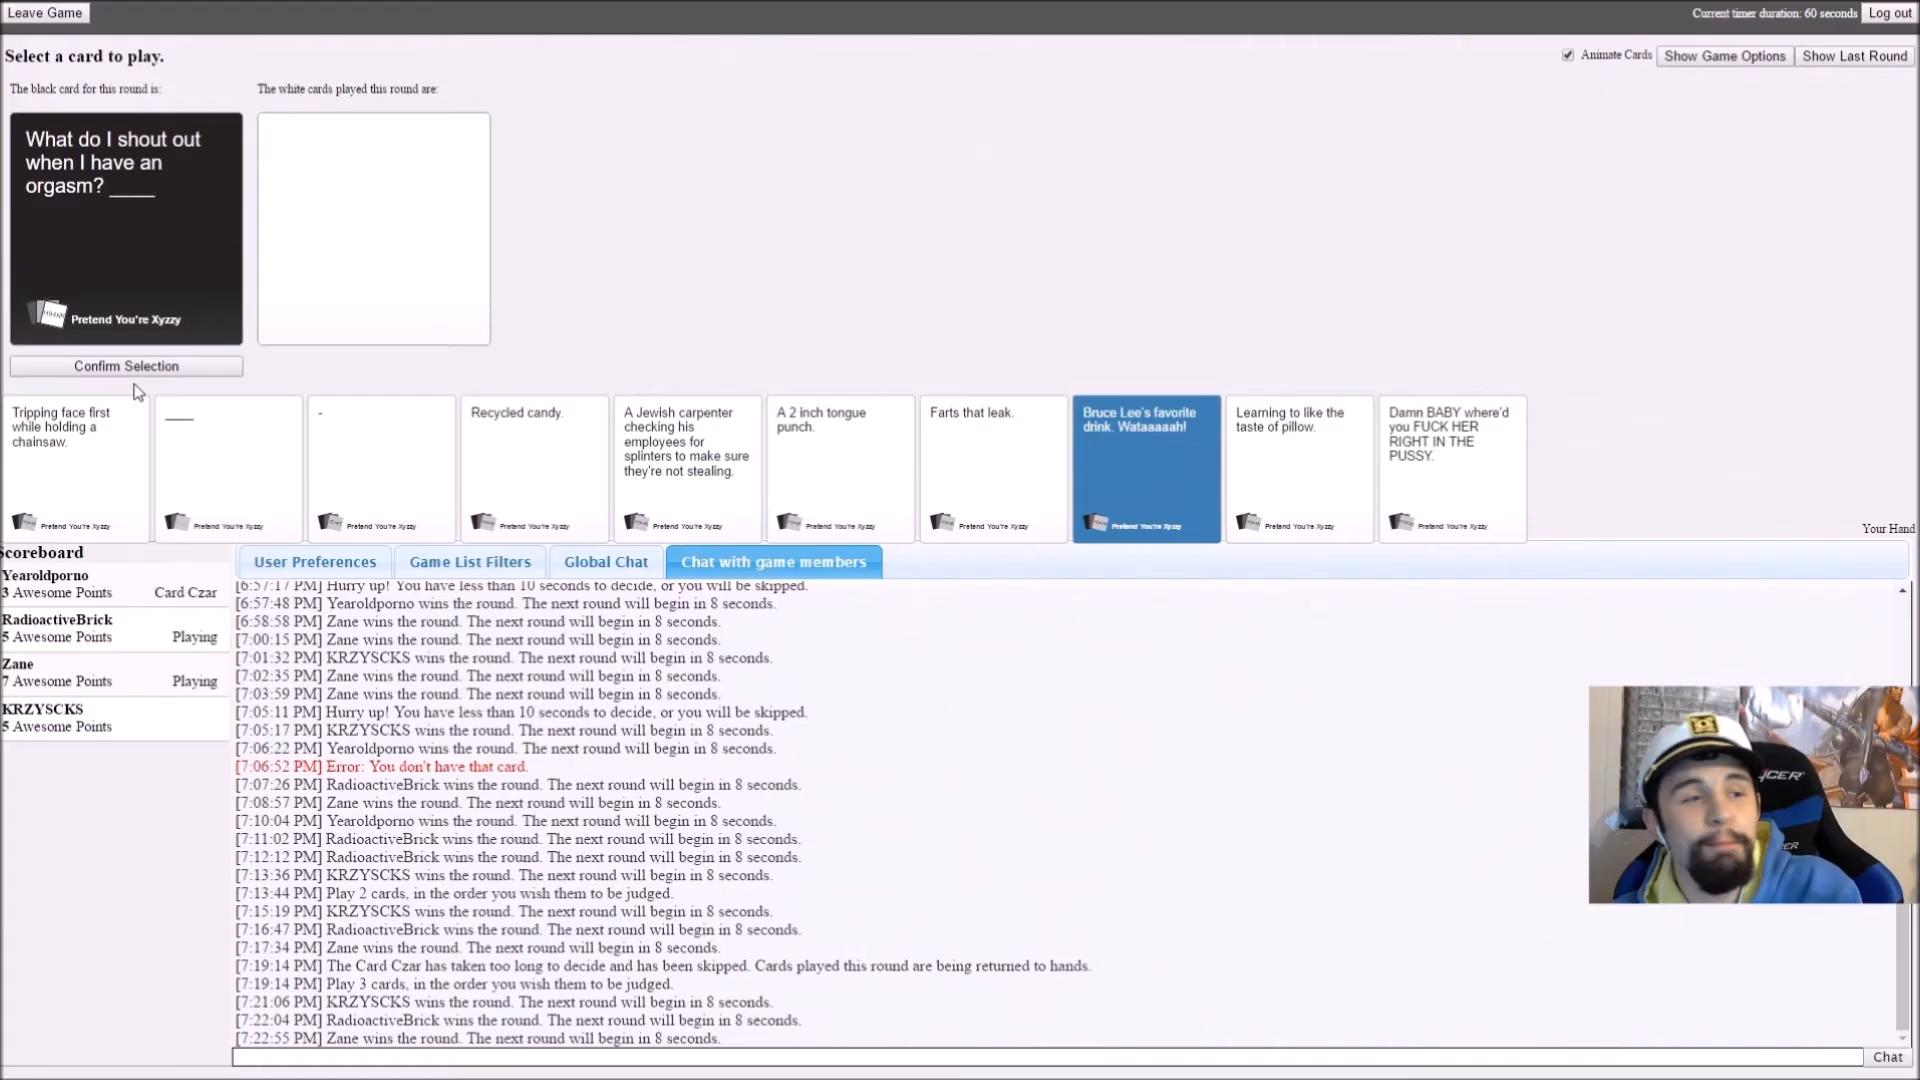 Leave Game
Current timer duration: 60 seconds
Log out
Select a card to play.
Animate Cards
Show Game Options
Show Last Round
The black card for this round is:
The white cards played this round are:
What do I shout out
when I have an
orgasm? ____
Pretend You're Xyzzy
Confirm Selection
Tripping face first
while holding a
chainsaw.
Pretend You're Xyzzy
____
Pretend You're Xyzzy
-
Pretend You're Xyzzy
Recycled candy.
Pretend You're Xyzzy
A Jewish carpenter
checking his
employees for
splinters to make sure
they're not stealing.
Pretend You're Xyzzy
A 2 inch tongue
punch.
Pretend You're Xyzzy
Farts that leak.
Pretend You're Xyzzy
Bruce Lee's favorite
drink. Wataaaaah!
Pretend You're Xyzzy
Learning to like the
taste of pillow.
Pretend You're Xyzzy
Damn BABY where'd
you FUCK HER
RIGHT IN THE
PUSSY.
Pretend You're Xyzzy
Your Hand
Scoreboard
Yearoldporno
3 Awesome Points Card Czar
RadioactiveBrick
5 Awesome Points Playing
Zane
7 Awesome Points Playing
KRZYSCKS
5 Awesome Points
User Preferences
Game List Filters
Global Chat
Chat with game members
[6:57:17 PM] Hurry up! You have less than 10 seconds to decide, or you will be skipped.
[6:57:48 PM] Yearoldporno wins the round. The next round will begin in 8 seconds.
[6:58:58 PM] Zane wins the round. The next round will begin in 8 seconds.
[7:00:15 PM] Zane wins the round. The next round will begin in 8 seconds.
[7:01:32 PM] KRZYSCKS wins the round. The next round will begin in 8 seconds.
[7:02:35 PM] Zane wins the round. The next round will begin in 8 seconds.
[7:03:59 PM] Zane wins the round. The next round will begin in 8 seconds.
[7:05:11 PM] Hurry up! You have less than 10 seconds to decide, or you will be skipped.
[7:05:17 PM] KRZYSCKS wins the round. The next round will begin in 8 seconds.
[7:06:22 PM] Yearoldporno wins the round. The next round will begin in 8 seconds.
[7:06:52 PM] Error: You don't have that card.
[7:07:26 PM] RadioactiveBrick wins the round. The next round will begin in 8 seconds.
[7:08:57 PM] Zane wins the round. The next round will begin in 8 seconds.
[7:10:04 PM] Yearoldporno wins the round. The next round will begin in 8 seconds.
[7:11:02 PM] RadioactiveBrick wins the round. The next round will begin in 8 seconds.
[7:12:12 PM] RadioactiveBrick wins the round. The next round will begin in 8 seconds.
[7:13:36 PM] KRZYSCKS wins the round. The next round will begin in 8 seconds.
[7:13:44 PM] Play 2 cards, in the order you wish them to be judged.
[7:15:19 PM] KRZYSCKS wins the round. The next round will begin in 8 seconds.
[7:16:47 PM] RadioactiveBrick wins the round. The next round will begin in 8 seconds.
[7:17:34 PM] Zane wins the round. The next round will begin in 8 seconds.
[7:19:14 PM] The Card Czar has taken too long to decide and has been skipped. Cards played this round are being returned to hands.
[7:19:14 PM] Play 3 cards, in the order you wish them to be judged.
[7:21:06 PM] KRZYSCKS wins the round. The next round will begin in 8 seconds.
[7:22:04 PM] RadioactiveBrick wins the round. The next round will begin in 8 seconds.
[7:22:55 PM] Zane wins the round. The next round will begin in 8 seconds.
Chat